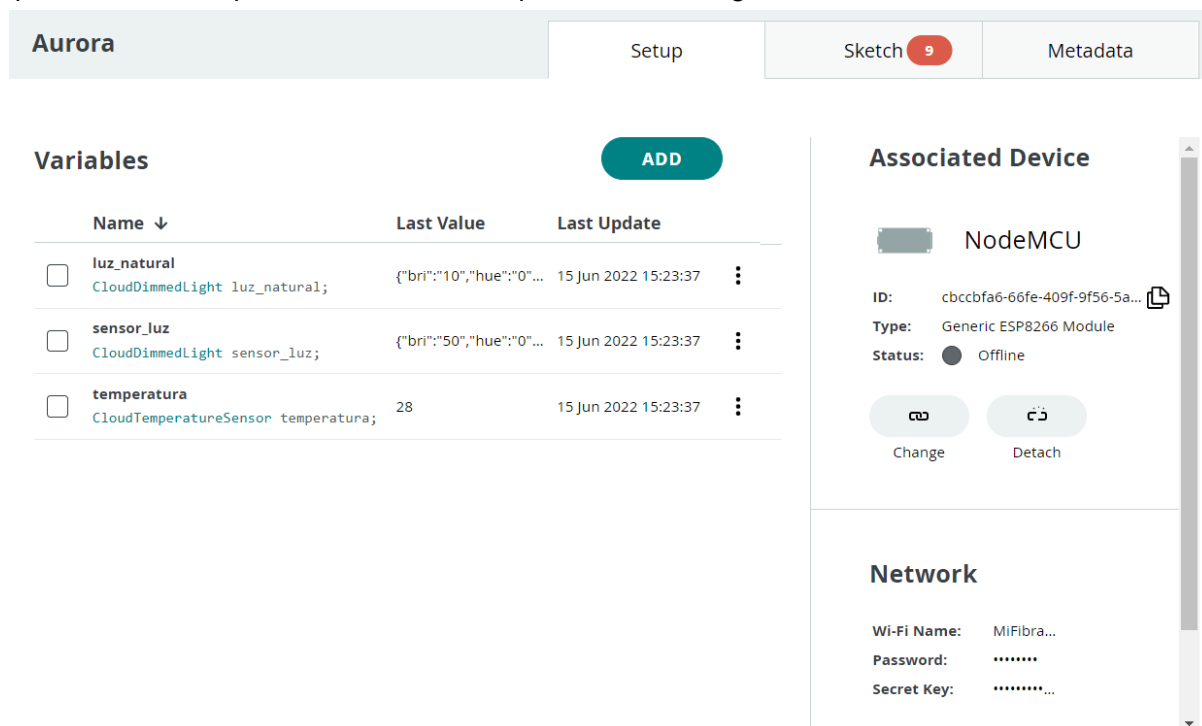 Aurora
Setup
Sketch 9
Metadata
Variables
ADD
Name ↓ Last Value Last Update
luz_natural
CloudDimmedLight luz_natural;
{"bri":"10","hue":"0"... 15 Jun 2022 15:23:37
sensor_luz
CloudDimmedLight sensor_luz;
{"bri":"50","hue":"0"... 15 Jun 2022 15:23:37
temperatura
CloudTemperatureSensor temperatura;
28 15 Jun 2022 15:23:37
Associated Device
NodeMCU
ID: cbccbfa6-66fe-409f-9f56-5a...
Type: Generic ESP8266 Module
Status: Offline
Change Detach
Network
Wi-Fi Name: MiFibra...
Password: ••••••••
Secret Key: •••••••••...